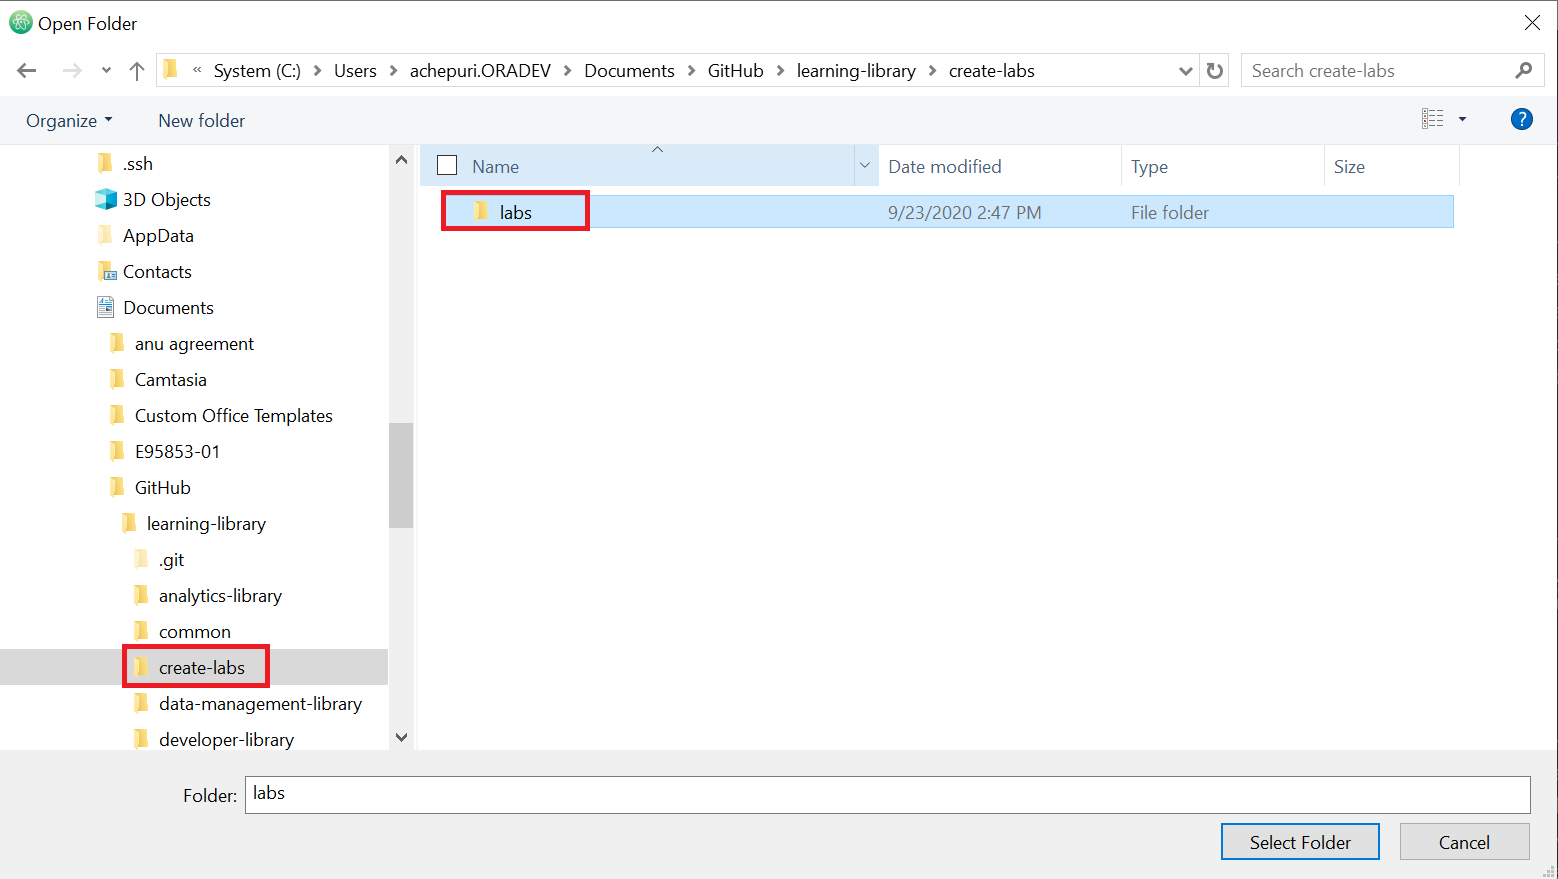 Open Folder
« System (C:) > Users > achepuri.ORADEV > Documents > GitHub > learning-library > create-labs
Search create-labs
Organize
New folder
?
.ssh
3D Objects
AppData
Contacts
Documents
anu agreement
Camtasia
Custom Office Templates
E95853-01
GitHub
learning-library
.git
analytics-library
common
create-labs
data-management-library
developer-library
Name Date modified Type Size
labs 9/23/2020 2:47 PM File folder
Folder: labs
Select Folder Cancel